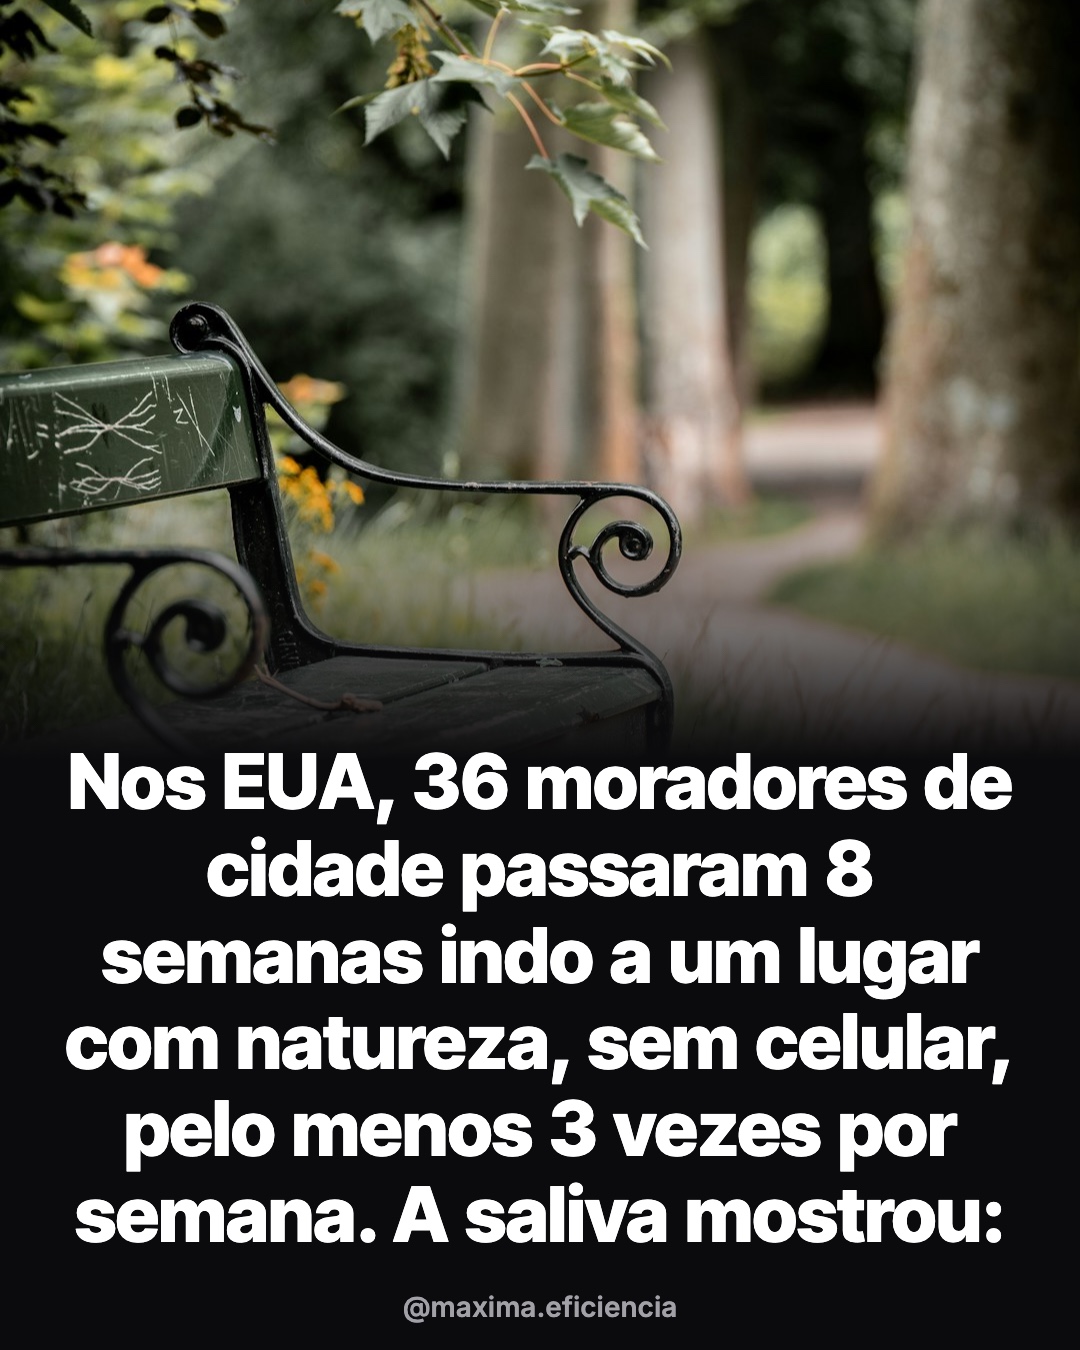 Nos EUA, 36 moradores de
cidade passaram 8
semanas indo a um lugar
com natureza, sem celular,
pelo menos 3 vezes por
semana. A saliva mostrou:
@maxima.eficiencia